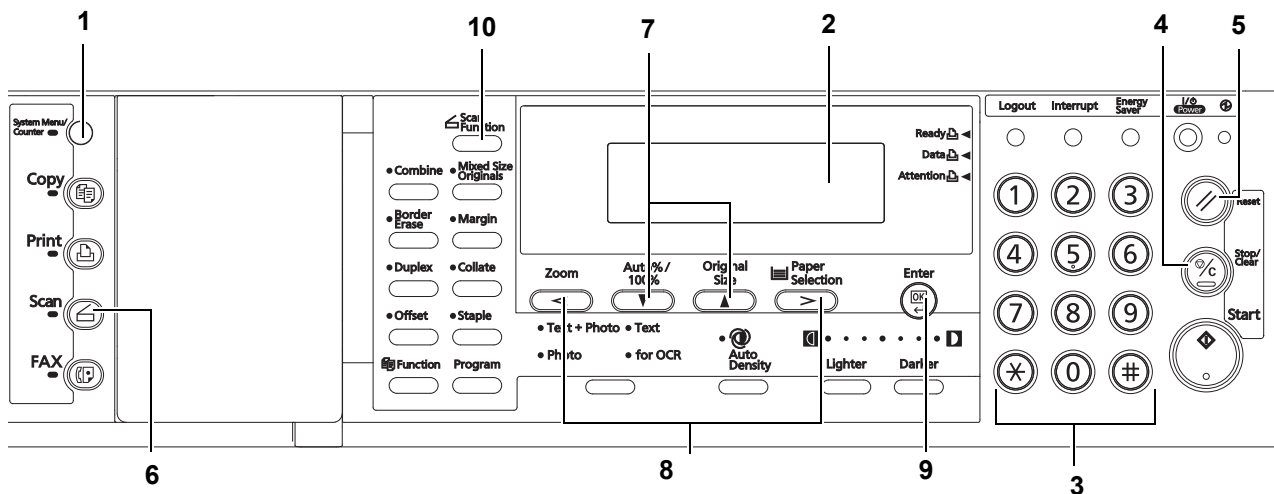 1
10
7
2
4
5
System Menu/
Counter
Copy
Print
Scan
FAX
Scan
Function
Combine
Mixed Size
Originals
Border
Erase
Margin
Duplex
Collate
Offset
Staple
Function
Program
Ready
Data
Attention
Zoom
Auto% /
100%
Original
Size
Paper
Selection
Enter
OK
Text + Photo
Text
Photo
for OCR
Auto
Density
Lighter
Darker
Logout
Interrupt
Energy
Saver
Power
1 2 3
4 5 6
7 8 9
* 0 #
Reset
Stop/
Clear
C
Start
6
8
9
3